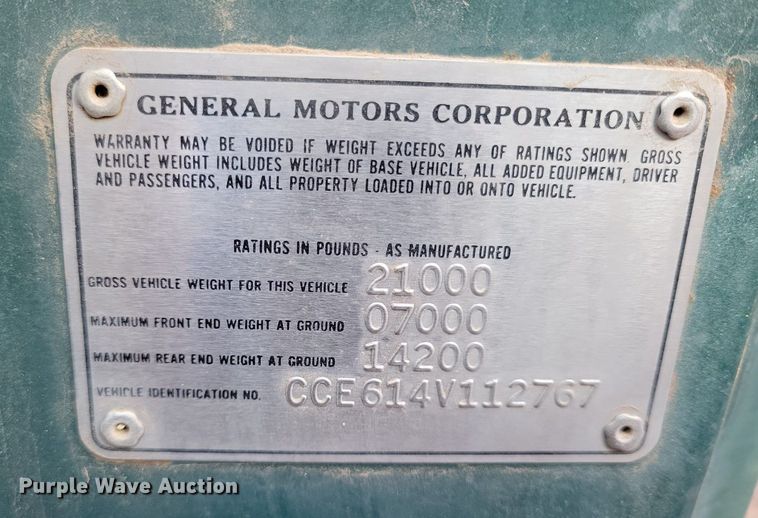 GENERAL MOTORS CORPORATION
WARRANTY MAY BE VOIDED IF WEIGHT EXCEEDS ANY OF RATINGS SHOWN. GROSS
VEHICLE WEIGHT INCLUDES WEIGHT OF BASE VEHICLE, ALL ADDED EQUIPMENT, DRIVER
AND PASSENGERS, AND ALL PROPERTY LOADED INTO OR ONTO VEHICLE.
RATINGS IN POUNDS - AS MANUFACTURED
GROSS VEHICLE WEIGHT FOR THIS VEHICLE 21000
MAXIMUM FRONT END WEIGHT AT GROUND 07000
MAXIMUM REAR END WEIGHT AT GROUND 14200
VEHICLE IDENTIFICATION NO. CCE614V112767
Purple Wave Auction